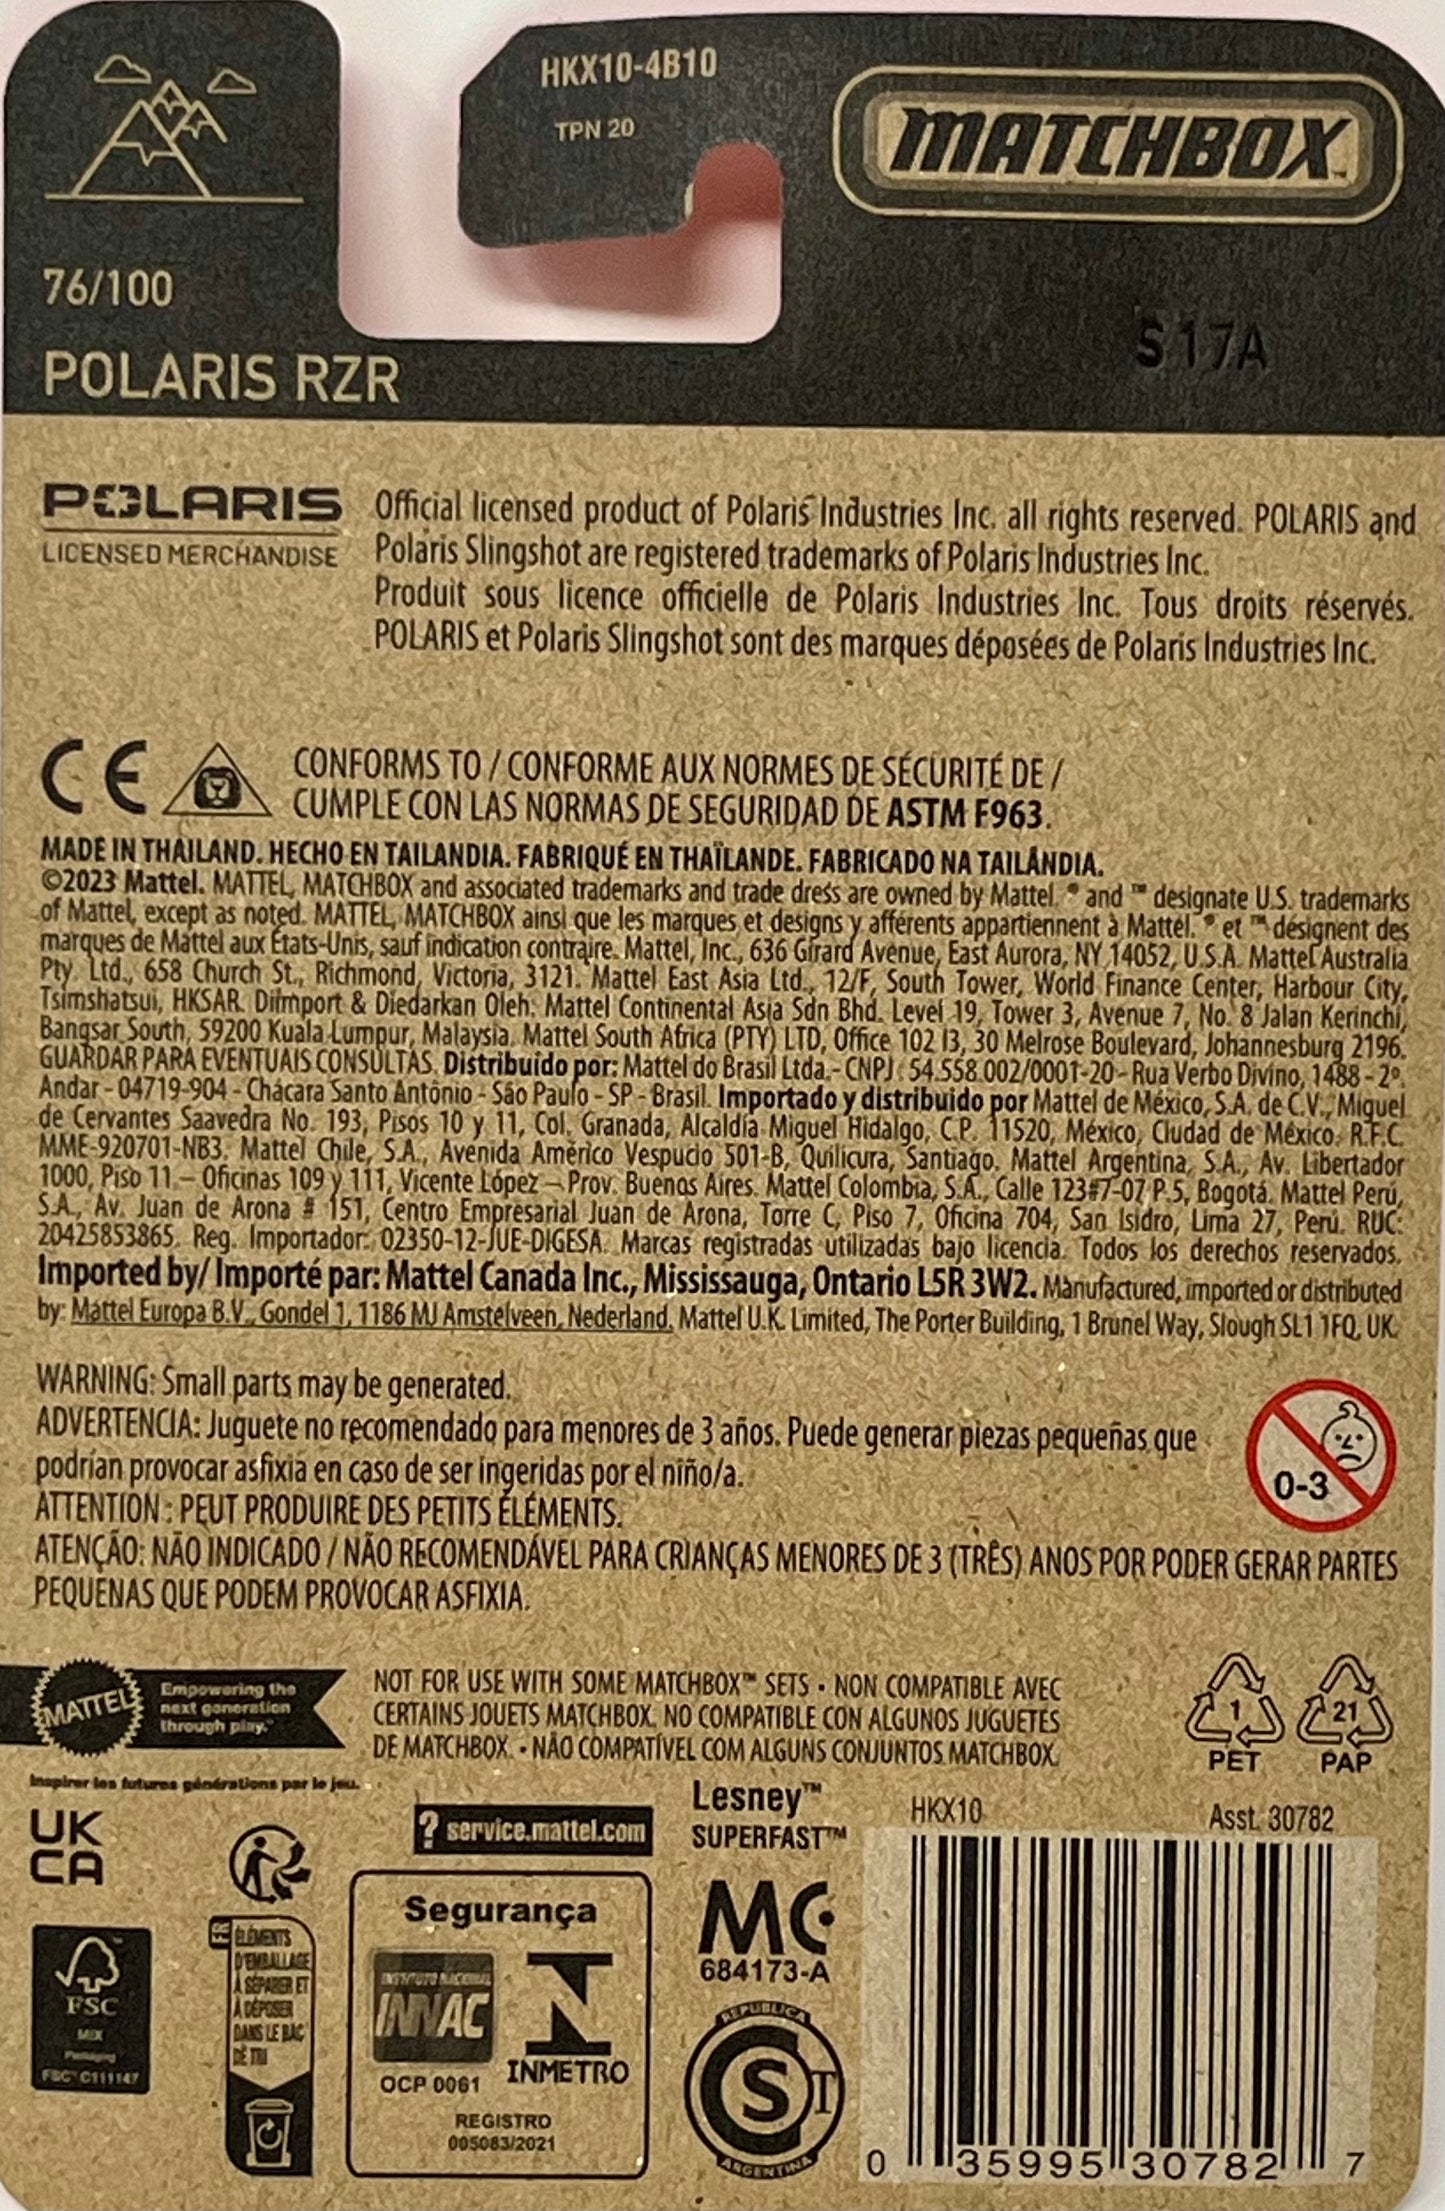 HKX10-4B10
TPN 20
MATCHBOX
76/100
S 17A
POLARIS RZR
POLARIS
LICENSED MERCHANDISE
Official licensed product of Polaris Industries Inc. all rights reserved. POLARIS and
Polaris Slingshot are registered trademarks of Polaris Industries Inc.
Produit sous licence officielle de Polaris Industries Inc. Tous droits réservés.
POLARIS et Polaris Slingshot sont des marques déposées de Polaris Industries Inc.
CE
CONFORMS TO / CONFORME AUX NORMES DE SÉCURITÉ DE /
CUMPLE CON LAS NORMAS DE SEGURIDAD DE ASTM F963.
MADE IN THAILAND. HECHO EN TAILANDIA. FABRIQUÉ EN THAÏLANDE. FABRICADO NA TAILÂNDIA.
©2023 Mattel. MATTEL, MATCHBOX and associated trademarks and trade dress are owned by Mattel. ® and ™ designate U.S. trademarks
of Mattel, except as noted. MATTEL, MATCHBOX ainsi que les marques et designs y afférents appartiennent à Mattel. ® et ™ désignent des
marques de Mattel aux États-Unis, sauf indication contraire. Mattel, Inc., 636 Girard Avenue, East Aurora, NY 14052, U.S.A. Mattel Australia
Pty. Ltd., 658 Church St., Richmond, Victoria, 3121. Mattel East Asia Ltd., 12/F, South Tower, World Finance Center, Harbour City,
Tsimshatsui, HKSAR. Diimport & Diedarkan Oleh: Mattel Continental Asia Sdn Bhd. Level 19, Tower 3, Avenue 7, No. 8 Jalan Kerinchi,
Bangsar South, 59200 Kuala Lumpur, Malaysia. Mattel South Africa (PTY) LTD, Office 102 I3, 30 Melrose Boulevard, Johannesburg 2196.
GUARDAR PARA EVENTUAIS CONSULTAS. Distribuído por: Mattel do Brasil Ltda.- CNPJ : 54.558.002/0001-20 - Rua Verbo Divino, 1488 - 2º.
Andar - 04719-904 - Chácara Santo Antônio - São Paulo - SP - Brasil. Importado y distribuido por Mattel de México, S.A. de C.V., Miguel
de Cervantes Saavedra No. 193, Pisos 10 y 11, Col. Granada, Alcaldía Miguel Hidalgo, C.P. 11520, México, Ciudad de México. R.F.C.
MME-920701-NB3. Mattel Chile, S.A., Avenida Américo Vespucio 501-B, Quilicura, Santiago. Mattel Argentina, S.A., Av. Libertador
1000, Piso 11 – Oficinas 109 y 111, Vicente López – Prov. Buenos Aires. Mattel Colombia, S.A., Calle 123#7-07 P.5, Bogotá. Mattel Perú,
S.A., Av. Juan de Arona # 151, Centro Empresarial Juan de Arona, Torre C, Piso 7, Oficina 704, San Isidro, Lima 27, Perú. RUC:
20425853865. Reg. Importador: 02350-12-JUE-DIGESA. Marcas registradas utilizadas bajo licencia. Todos los derechos reservados.
Imported by/ Importé par: Mattel Canada Inc., Mississauga, Ontario L5R 3W2. Manufactured, imported or distributed
by: Mattel Europa B.V., Gondel 1, 1186 MJ Amstelveen, Nederland. Mattel U.K. Limited, The Porter Building, 1 Brunel Way, Slough SL1 1FQ, UK.
WARNING: Small parts may be generated.
ADVERTENCIA: Juguete no recomendado para menores de 3 años. Puede generar piezas pequeñas que
podrían provocar asfixia en caso de ser ingeridas por el niño/a.
0-3
ATTENTION : PEUT PRODUIRE DES PETITS ÉLÉMENTS.
ATENÇÃO: NÃO INDICADO / NÃO RECOMENDÁVEL PARA CRIANÇAS MENORES DE 3 (TRÊS) ANOS POR PODER GERAR PARTES
PEQUENAS QUE PODEM PROVOCAR ASFIXIA.
MATTEL
Empowering the
next generation
through play.™
Inspirer les futures générations par le jeu.
NOT FOR USE WITH SOME MATCHBOX™ SETS • NON COMPATIBLE AVEC
CERTAINS JOUETS MATCHBOX. NO COMPATIBLE CON ALGUNOS JUGUETES
DE MATCHBOX. • NÃO COMPATÍVEL COM ALGUNS CONJUNTOS MATCHBOX.
1
PET
21
PAP
UK
CA
? service.mattel.com
Lesney™
SUPERFAST™
HKX10
Asst. 30782
FR
ÉLÉMENTS
D'EMBALLAGE
À SÉPARER ET
À DÉPOSER
DANS LE BAC
DE TRI
FSC
MIX
Packaging
FSC® C111147
Segurança
INSTITUTO NACIONAL
INNAC
OCP 0061
INMETRO
REGISTRO
005083/2021
MC
684173-A
REPUBLICA
S
T
ARGENTINA
0 35995 30782 7